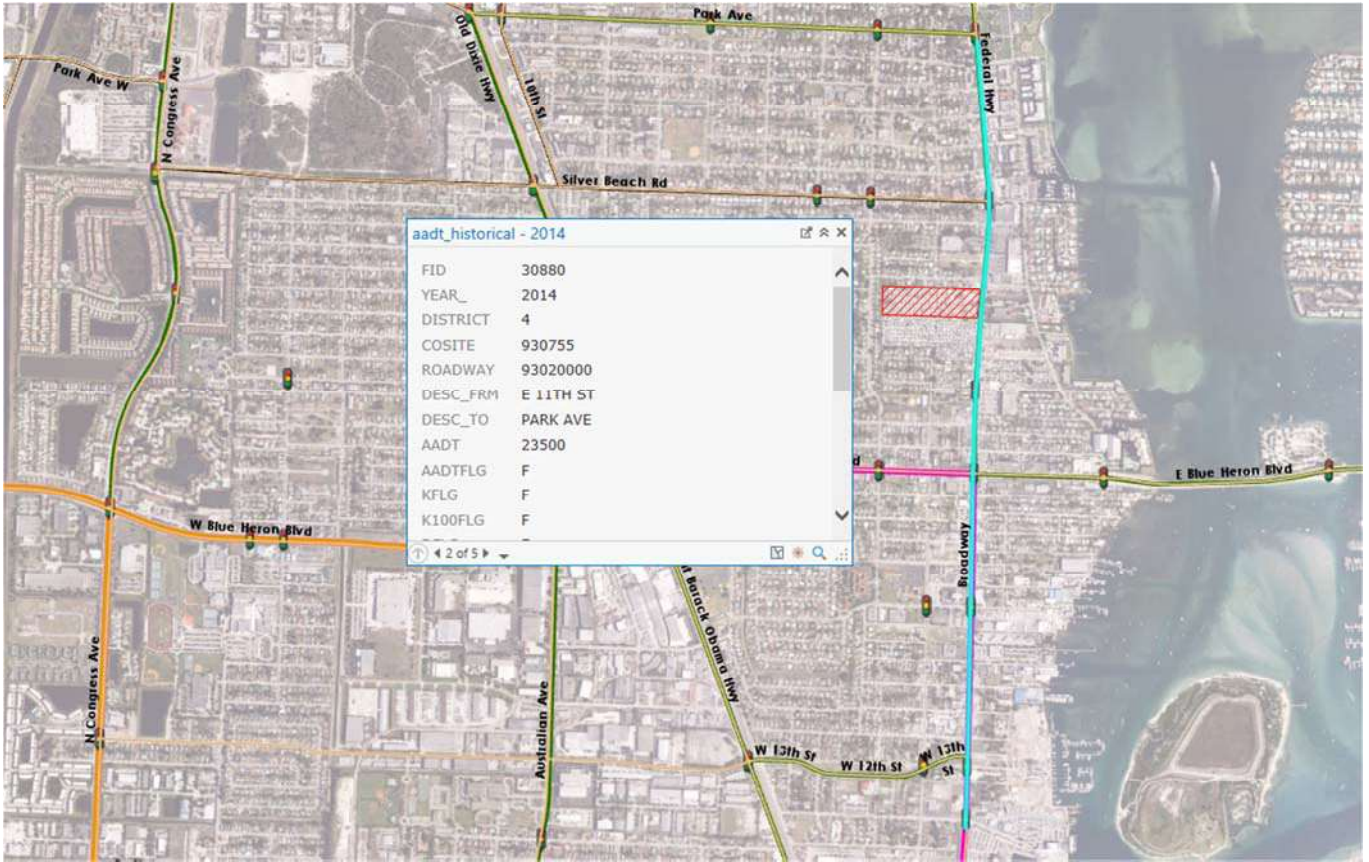 Park Ave
Old Dixie Hwy
Federal Hwy
Park Ave W
N Congress Ave
10th St
Silver Beach Rd
aadt_historical - 2014
FID 30880
YEAR_ 2014
DISTRICT 4
COSITE 930755
ROADWAY 93020000
DESC_FRM E 11TH ST
DESC_TO PARK AVE
AADT 23500
AADTFLG F
KFLG F
K100FLG F
2 of 5
d
E Blue Heron Blvd
W Blue Heron Blvd
Broadway
Barack Obama Hwy
N Congress Ave
Australian Ave
W 13th St
W 12th St
W 13th
St